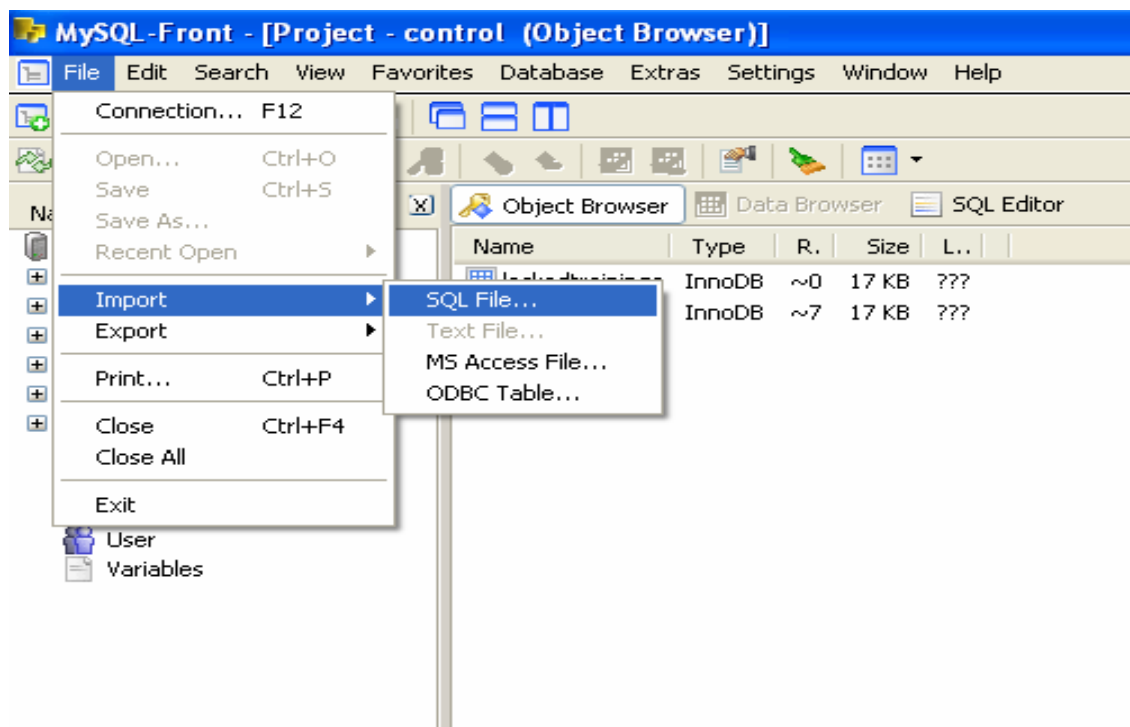 MySQL-Front - [Project - control (Object Browser)]
File Edit Search View Favorites Database Extras Settings Window Help
Connection... F12
Open... Ctrl+O
Save Ctrl+S
Save As...
Recent Open
Import
Export
Print... Ctrl+P
Close Ctrl+F4
Close All
Exit
SQL File...
Text File...
MS Access File...
ODBC Table...
User
Variables
Object Browser Data Browser SQL Editor
Name Type R. Size L..
InnoDB ~0 17 KB ???
InnoDB ~7 17 KB ???